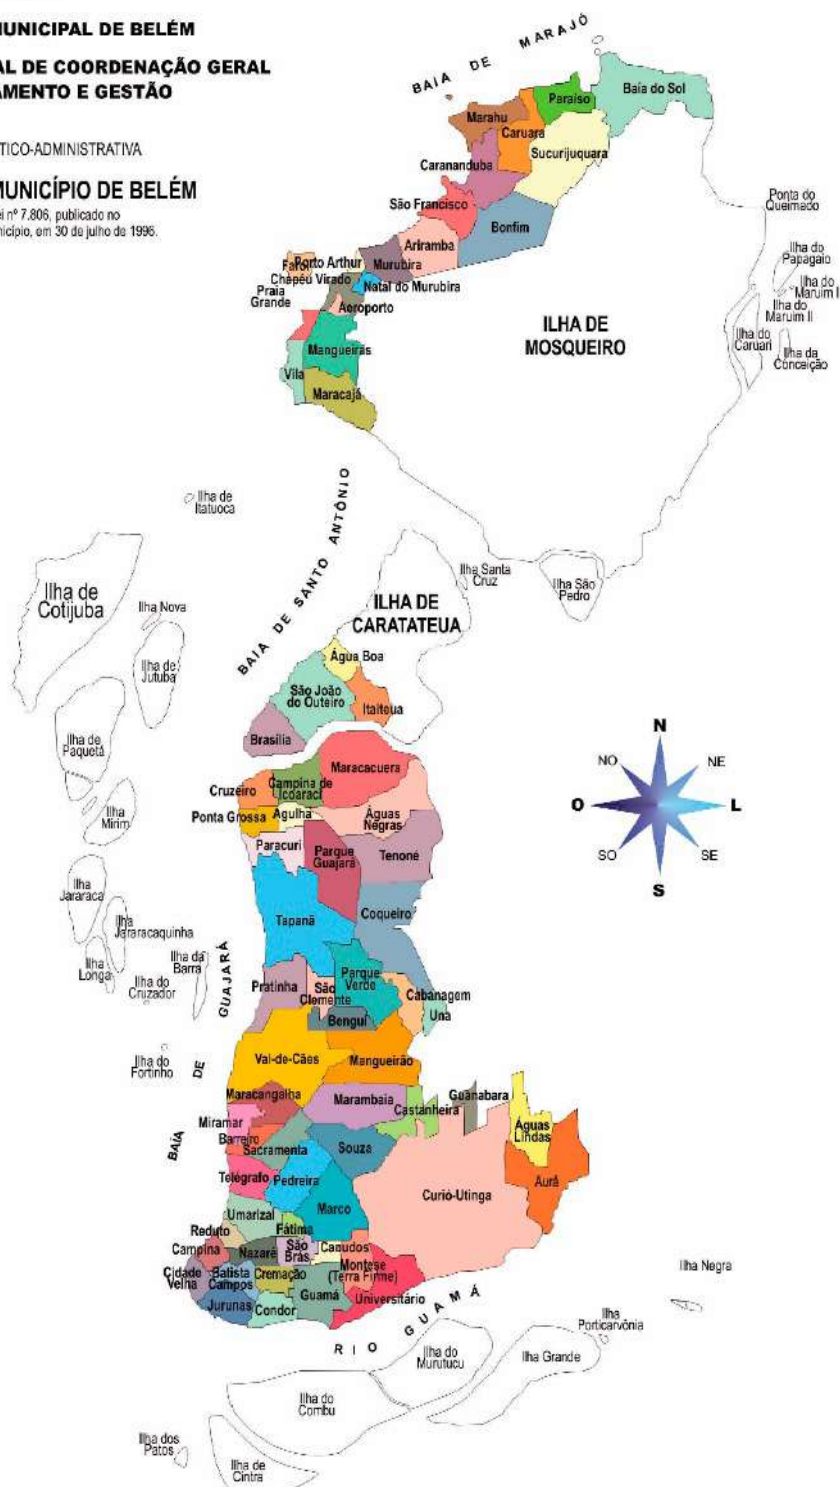 MUNICIPAL DE BELÉM
AL DE COORDENAÇÃO GERAL
AMENTO E GESTÃO
TICO-ADMINISTRATIVA
MUNICÍPIO DE BELÉM
ei nº 7.806, publicado no
nicípio, em 30 de julho de 1996.
BAIA DE MARAJÓ
Baía do Sol
Paraíso
Marahu
Caruara
Sucurijuquara
Carananduba
São Francisco
Bonfim
Ariramba
Ponta do
Queimado
Ilha do
Papagaio
Ilha do
Maruim I
Ilha do
Maruim II
Ilha do
Caruari
Ilha da
Conceição
Farol
Porto Arthur
Murubira
Chapéu Virado
Natal do Murubira
Praia
Grande
Aeroporto
ILHA DE
MOSQUEIRO
Mangueiras
Vila
Maracajá
Ilha de
Itatuoca
BAIA DE SANTO ANTÔNIO
Ilha Santa
Cruz
Ilha São
Pedro
Ilha de
Cotijuba
Ilha Nova
ILHA DE
CARATATEUA
Ilha de
Jutuba
Água Boa
São João
do Outeiro
Itaiteua
Brasília
Ilha de
Paquetá
Ilha
Mirim
Maracacuera
Cruzeiro
Campina de
Icoaraci
Ponta Grossa
Agulha
Águas
Negras
Paracuri
Parque
Guajará
Tenoné
N
NO
NE
O
L
SO
SE
S
Ilha
Jararaca
Ilha
Jararacaquinha
Tapanã
Coqueiro
Ilha
Longa
Ilha da
Barra
Ilha do
Cruzador
BAÍA DE GUAJARÁ
Pratinha
São
Clemente
Parque
Verde
Cabanagem
Una
Bengui
Ilha do
Fortinho
Val-de-Cães
Mangueirão
Maracangalha
Marambaia
Castanheira
Guanabara
Águas
Lindas
Miramar
Barreiro
Sacramenta
Souza
Aurá
Telégrafo
Pedreira
Curió-Utinga
Marco
Umarizal
Fátima
Reduto
Campina
Nazaré
São
Brás
Canudos
Cidade
Velha
Batista
Campos
Cremação
Montese
(Terra Firme)
Guamá
Universitário
Jurunas
Condor
RIO GUAMÁ
Ilha Negra
Ilha
Porticarvônia
Ilha do
Murutucu
Ilha Grande
Ilha do
Combu
Ilha dos
Patos
Ilha de
Cintra